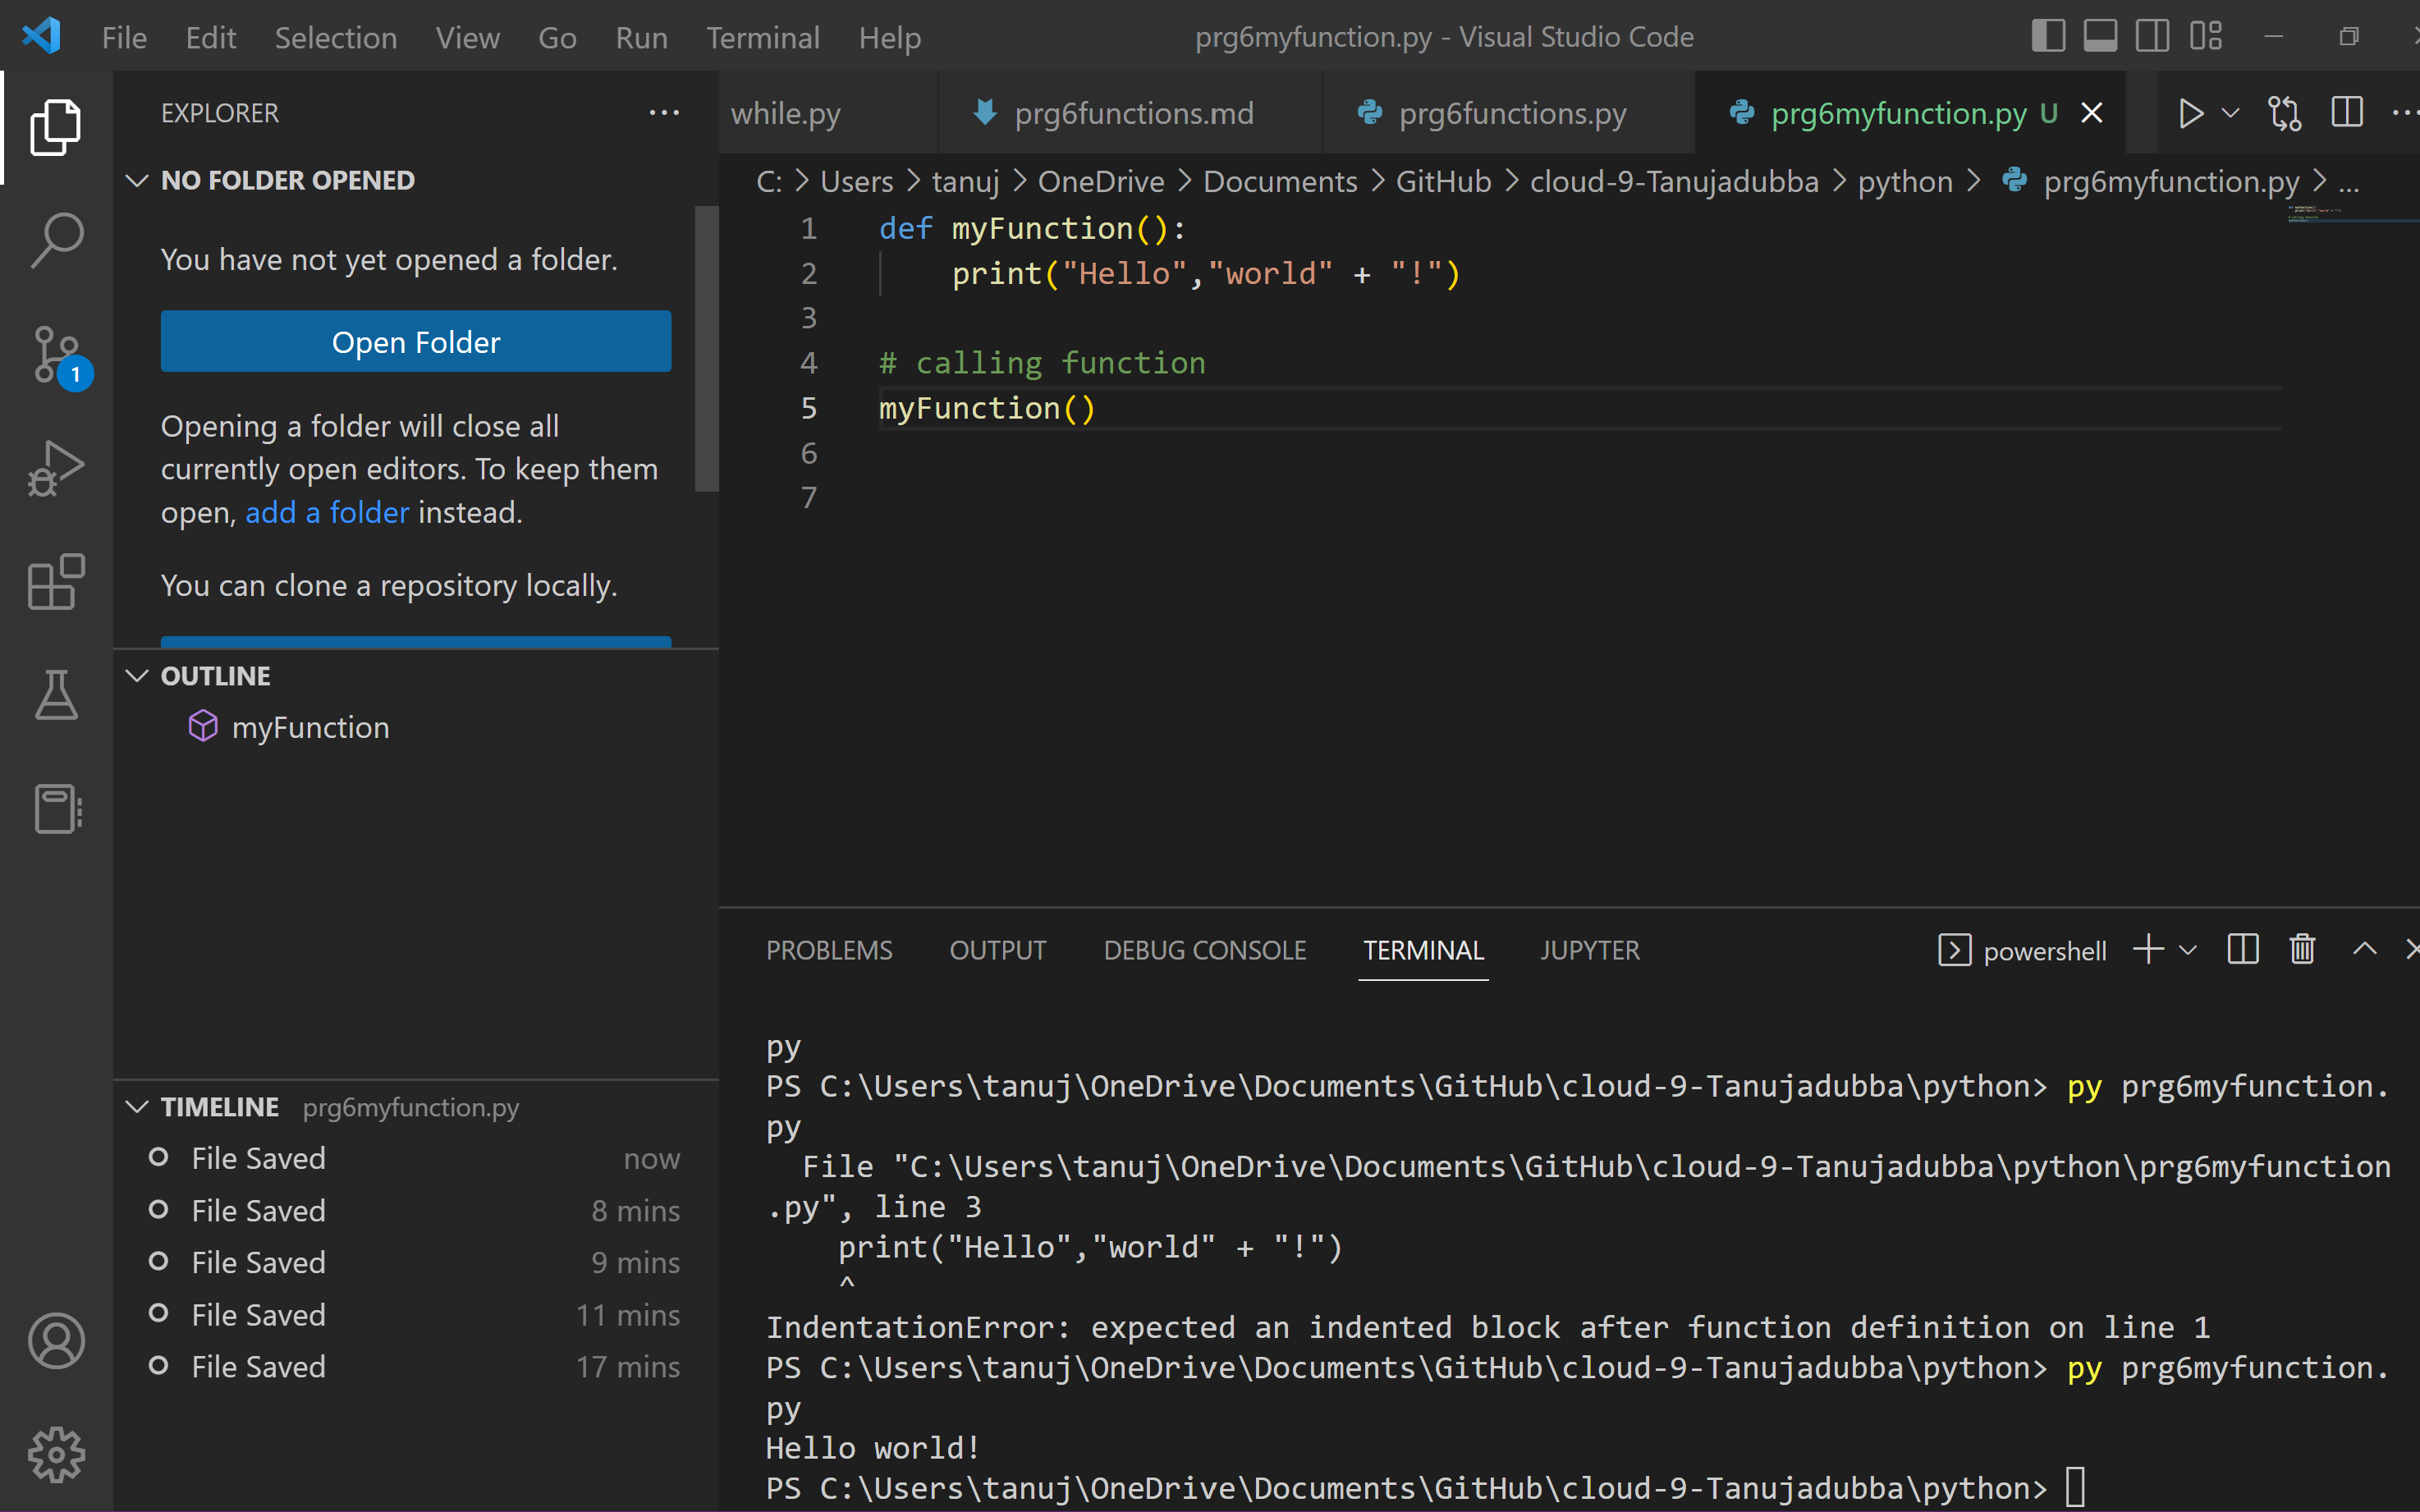 File Edit Selection View Go Run Terminal Help prg6myfunction.py - Visual Studio Code
EXPLORER
NO FOLDER OPENED
You have not yet opened a folder.
Open Folder
Opening a folder will close all
currently open editors. To keep them
open, add a folder instead.
You can clone a repository locally.
1
OUTLINE
myFunction
TIMELINE prg6myfunction.py
File Saved now
File Saved 8 mins
File Saved 9 mins
File Saved 11 mins
File Saved 17 mins
while.py prg6functions.md prg6functions.py prg6myfunction.py U
C: > Users > tanuj > OneDrive > Documents > GitHub > cloud-9-Tanujadubba > python > prg6myfunction.py > ...
1 def myFunction():
2     print("Hello","world" + "!")
3
4 # calling function
5 myFunction()
6
7
PROBLEMS OUTPUT DEBUG CONSOLE TERMINAL JUPYTER powershell
py
PS C:\Users\tanuj\OneDrive\Documents\GitHub\cloud-9-Tanujadubba\python> py prg6myfunction.
py
  File "C:\Users\tanuj\OneDrive\Documents\GitHub\cloud-9-Tanujadubba\python\prg6myfunction
.py", line 3
    print("Hello","world" + "!")
    ^
IndentationError: expected an indented block after function definition on line 1
PS C:\Users\tanuj\OneDrive\Documents\GitHub\cloud-9-Tanujadubba\python> py prg6myfunction.
py
Hello world!
PS C:\Users\tanuj\OneDrive\Documents\GitHub\cloud-9-Tanujadubba\python>